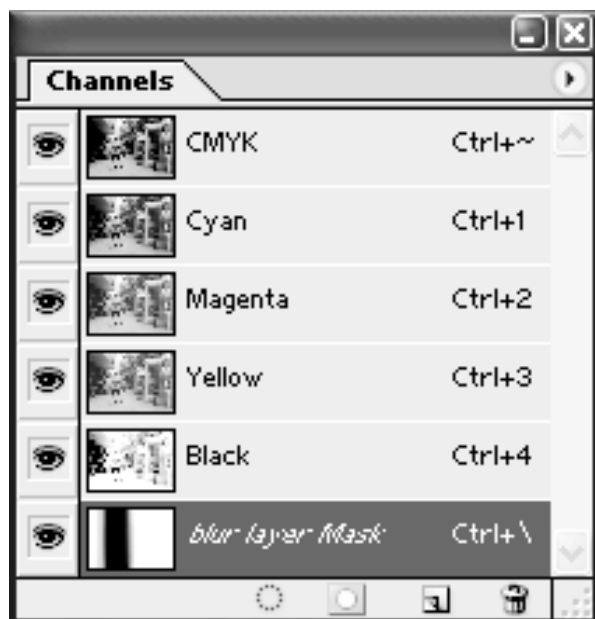 Channels
CMYK Ctrl+~
Cyan Ctrl+1
Magenta Ctrl+2
Yellow Ctrl+3
Black Ctrl+4
blur layer Mask Ctrl+\